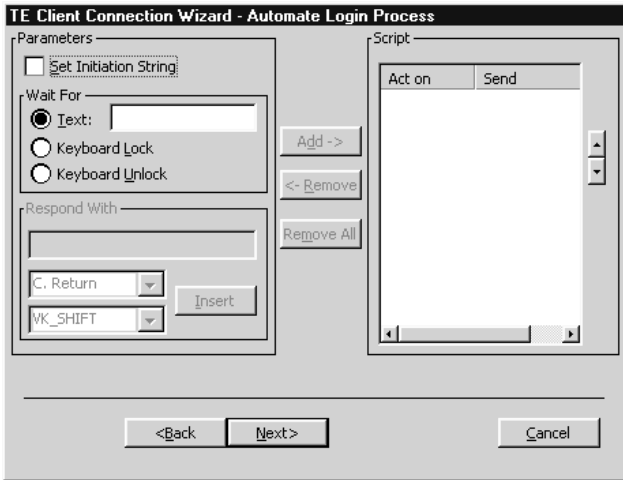 TE Client Connection Wizard - Automate Login Process
Parameters
Set Initiation String
Wait For
Text:
Keyboard Lock
Keyboard Unlock
Respond With
C. Return
VK_SHIFT
Insert
Add ->
<- Remove
Remove All
Script
Act on Send
<Back Next> Cancel